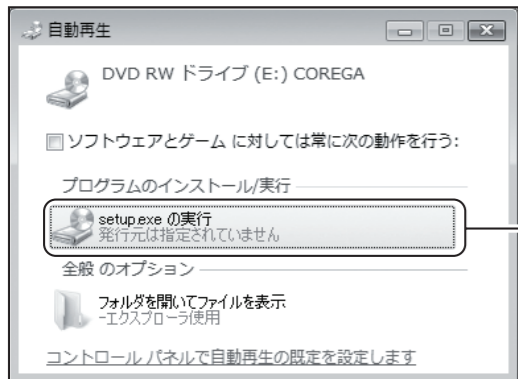 自動再生
DVD RW ドライブ (E:) COREGA
ソフトウェアとゲーム に対しては常に次の動作を行う:
プログラムのインストール/実行
setup.exe の実行
発行元は指定されていません
全般 のオプション
フォルダを開いてファイルを表示
-エクスプローラ使用
コントロール パネルで自動再生の既定を設定します